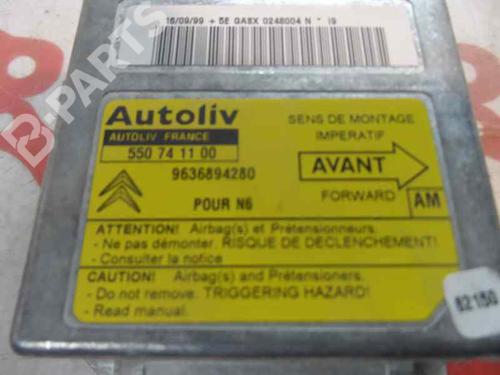 16/09/99 + 5E GA8X 0248004 N * I9
B-PARTS
Autoliv
AUTOLIV FRANCE
550 74 11 00
9636894280
POUR N6
SENS DE MONTAGE
IMPERATIF
AVANT
FORWARD
AM
ATTENTION! Airbag(s) et Prétensionneurs.
- Ne pas démonter. RISQUE DE DECLENCHEMENT!
- Consulter la notice
CAUTION! Airbag(s) and Pretensioners.
- Do not remove. TRIGGERING HAZARD!
- Read manual.
82150